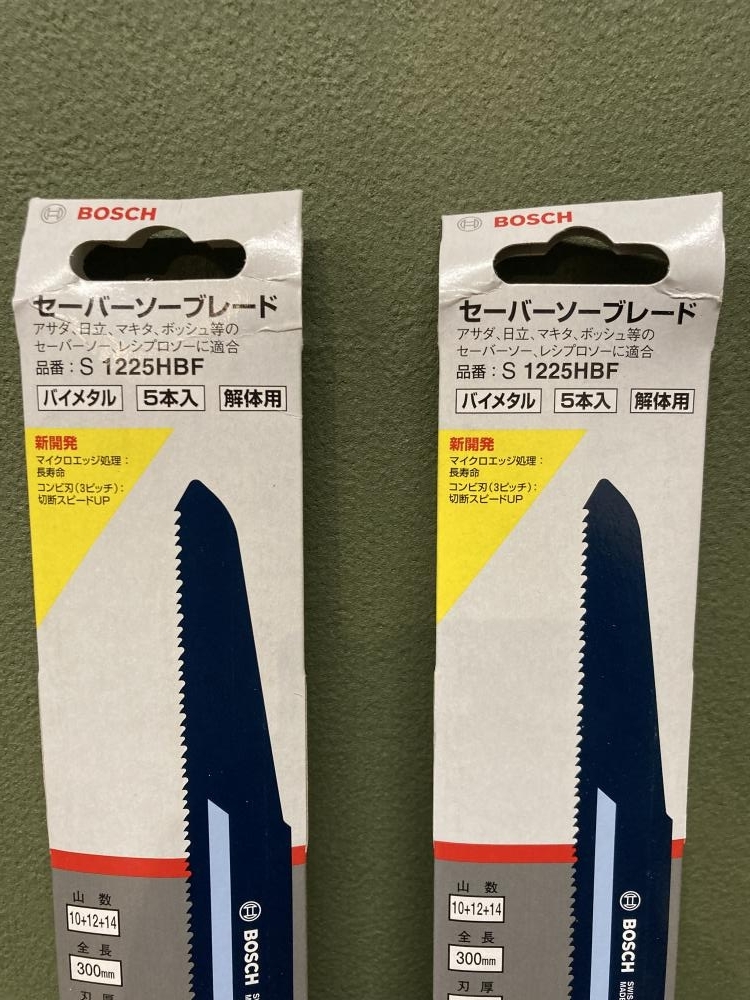 BOSCH
セーバーソーブレード
アサダ、日立、マキタ、ボッシュ等の
セーバーソー、レシプロソーに適合
品番：S 1225HBF
バイメタル 5本入 解体用
新開発
マイクロエッジ処理：
長寿命
コンビ刃（3ピッチ）：
切断スピードUP
山数
10+12+14
全長
300mm
刃厚
BOSCH
SWIS
MADE
BOSCH
セーバーソーブレード
アサダ、日立、マキタ、ボッシュ等の
セーバーソー、レシプロソーに適合
品番：S 1225HBF
バイメタル 5本入 解体用
新開発
マイクロエッジ処理：
長寿命
コンビ刃（3ピッチ）：
切断スピードUP
山数
10+12+14
全長
300mm
刃厚
BOSCH
SWIS
MADE